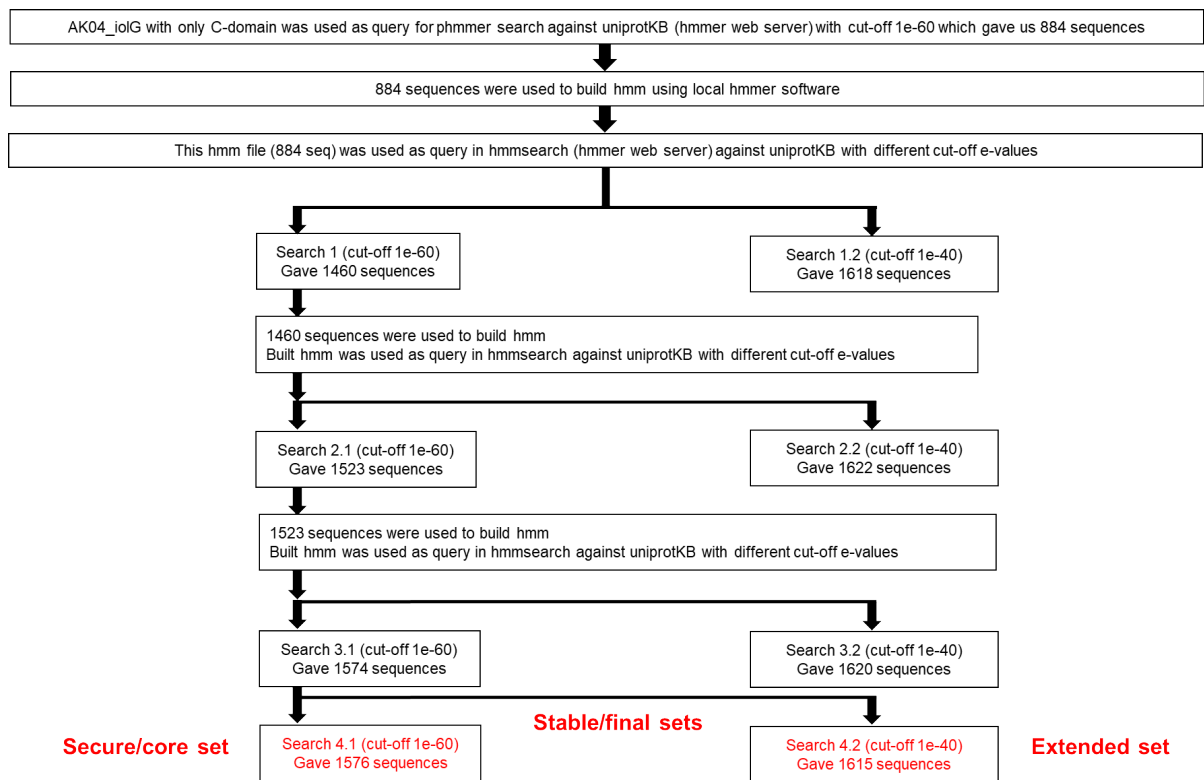 AK04_iolG with only C-domain was used as query for phmmer search against uniprotKB (hmmer web server) with cut-off 1e-60 which gave us 884 sequences
884 sequences were used to build hmm using local hmmer software
This hmm file (884 seq) was used as query in hmmsearch (hmmer web server) against uniprotKB with different cut-off e-values
Search 1 (cut-off 1e-60)
Gave 1460 sequences
Search 1.2 (cut-off 1e-40)
Gave 1618 sequences
1460 sequences were used to build hmm
Built hmm was used as query in hmmsearch against uniprotKB with different cut-off e-values
Search 2.1 (cut-off 1e-60)
Gave 1523 sequences
Search 2.2 (cut-off 1e-40)
Gave 1622 sequences
1523 sequences were used to build hmm
Built hmm was used as query in hmmsearch against uniprotKB with different cut-off e-values
Search 3.1 (cut-off 1e-60)
Gave 1574 sequences
Search 3.2 (cut-off 1e-40)
Gave 1620 sequences
Stable/final sets
Secure/core set
Search 4.1 (cut-off 1e-60)
Gave 1576 sequences
Search 4.2 (cut-off 1e-40)
Gave 1615 sequences
Extended set